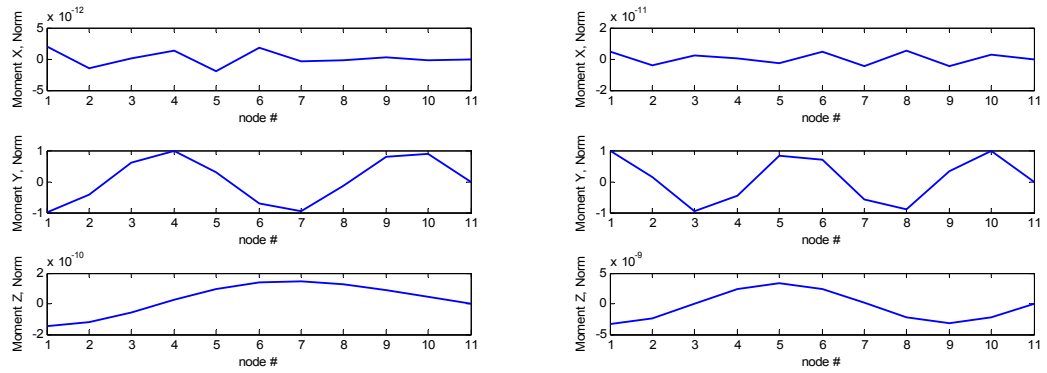 x 10-12
Moment X, Norm
5
0
-5
1 2 3 4 5 6 7 8 9 10 11
node #
Moment Y, Norm
1
0
-1
1 2 3 4 5 6 7 8 9 10 11
node #
x 10-10
Moment Z, Norm
2
0
-2
1 2 3 4 5 6 7 8 9 10 11
node #
x 10-11
Moment X, Norm
2
0
-2
1 2 3 4 5 6 7 8 9 10 11
node #
Moment Y, Norm
1
0
-1
1 2 3 4 5 6 7 8 9 10 11
node #
x 10-9
Moment Z, Norm
5
0
-5
1 2 3 4 5 6 7 8 9 10 11
node #